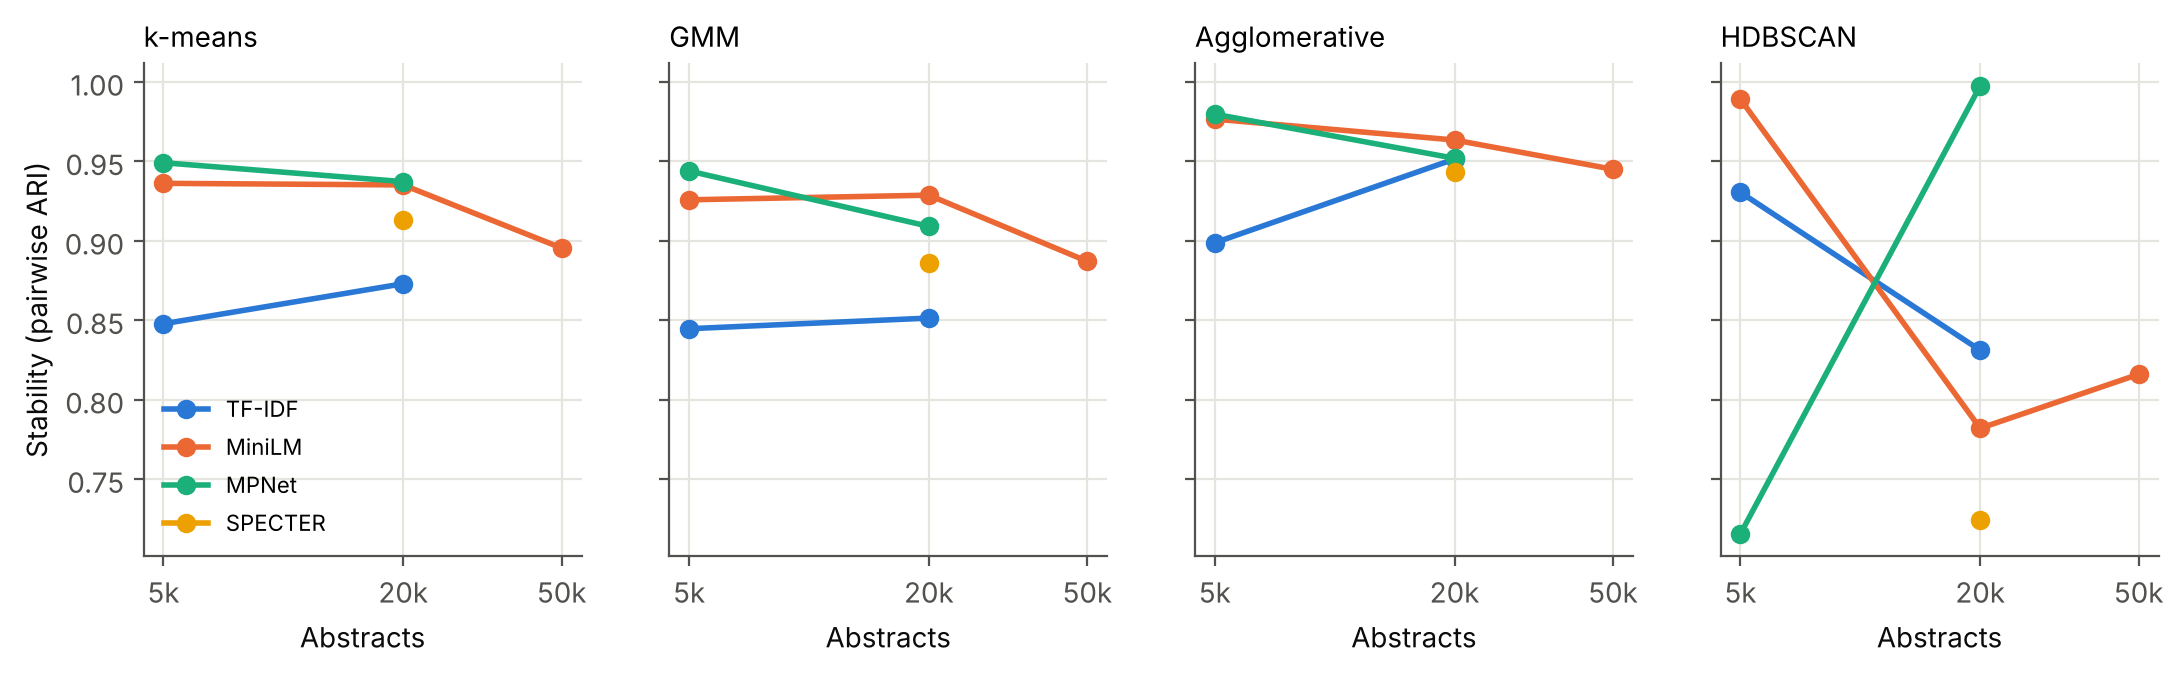 k-means
GMM
Agglomerative
HDBSCAN
Stability (pairwise ARI)
1.00
0.95
0.90
0.85
0.80
0.75
TF-IDF
MiniLM
MPNet
SPECTER
5k 20k 50k
5k 20k 50k
5k 20k 50k
5k 20k 50k
Abstracts
Abstracts
Abstracts
Abstracts